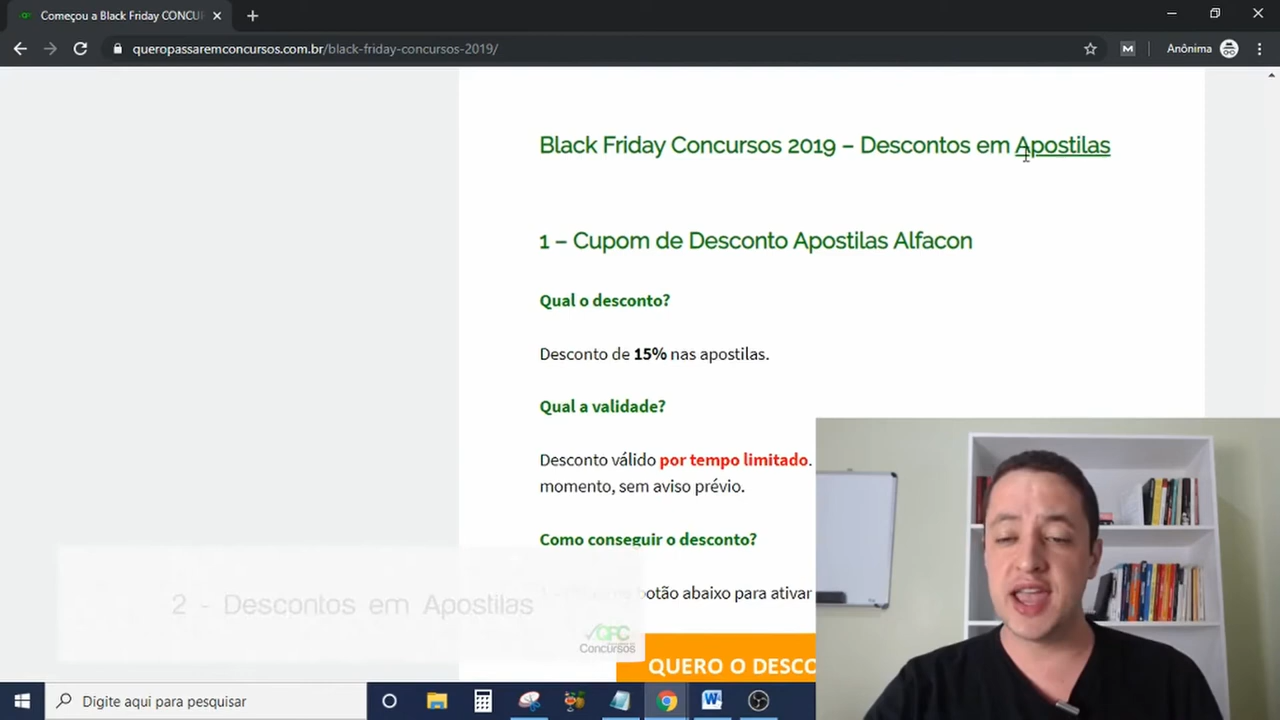 Começou a Black Friday CONCU
queropassaremconcursos.com.br/black-friday-concursos-2019/
Anônima
Black Friday Concursos 2019 – Descontos em Apostilas
1 – Cupom de Desconto Apostilas Alfacon
Qual o desconto?
Desconto de 15% nas apostilas.
Qual a validade?
Desconto válido por tempo limitado.
momento, sem aviso prévio.
Como conseguir o desconto?
botão abaixo para ativar
2 - Descontos em Apostilas
QFC
Concursos
QUERO O DESCO
Digite aqui para pesquisar